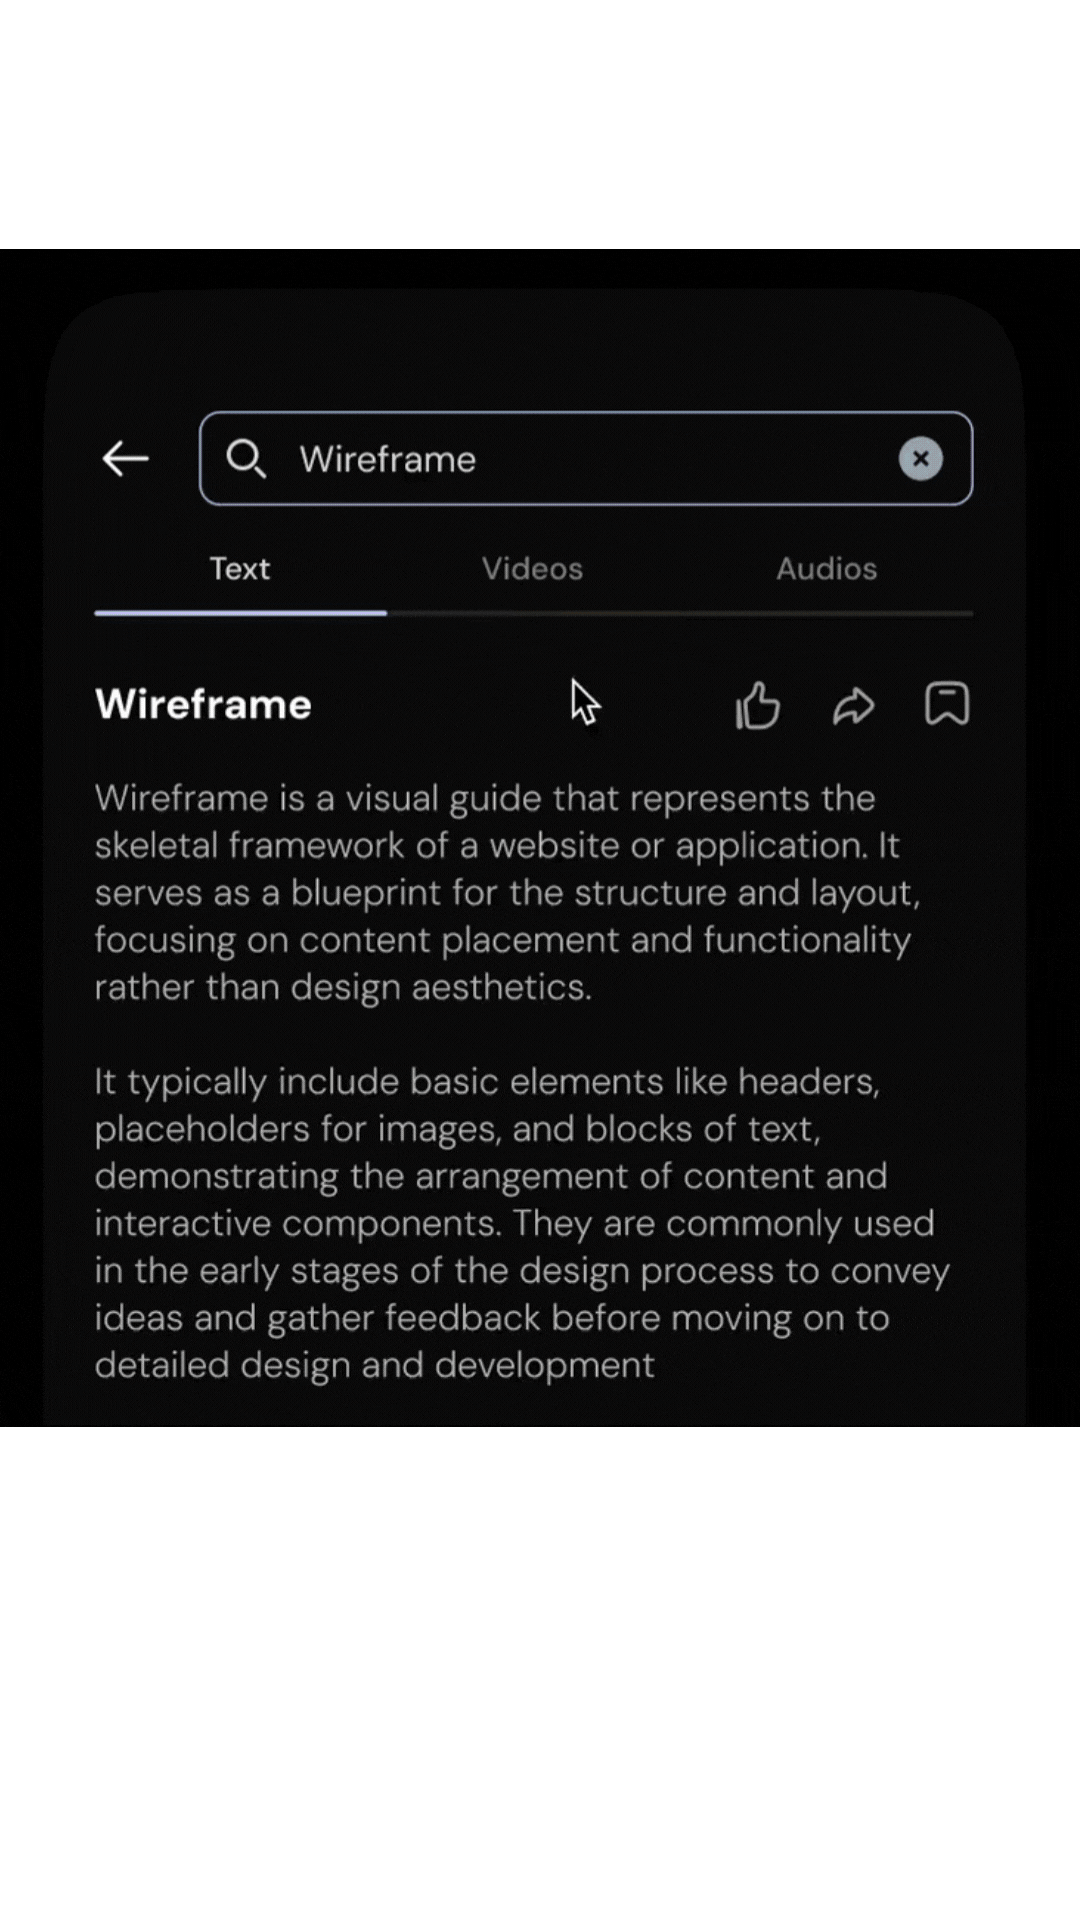 Wireframe
Text Videos Audios
Wireframe
Wireframe is a visual guide that represents the
skeletal framework of a website or application. It
serves as a blueprint for the structure and layout,
focusing on content placement and functionality
rather than design aesthetics.
It typically include basic elements like headers,
placeholders for images, and blocks of text,
demonstrating the arrangement of content and
interactive components. They are commonly used
in the early stages of the design process to convey
ideas and gather feedback before moving on to
detailed design and development